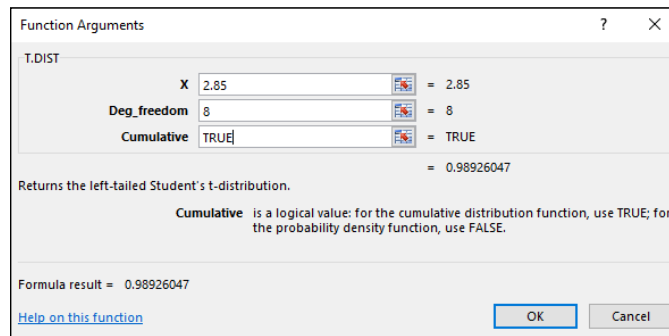 Function Arguments ? ×
T.DIST
X 2.85 = 2.85
Deg_freedom 8 = 8
Cumulative TRUE = TRUE
= 0.98926047
Returns the left-tailed Student's t-distribution.
Cumulative is a logical value: for the cumulative distribution function, use TRUE; for
the probability density function, use FALSE.
Formula result = 0.98926047
Help on this function OK Cancel